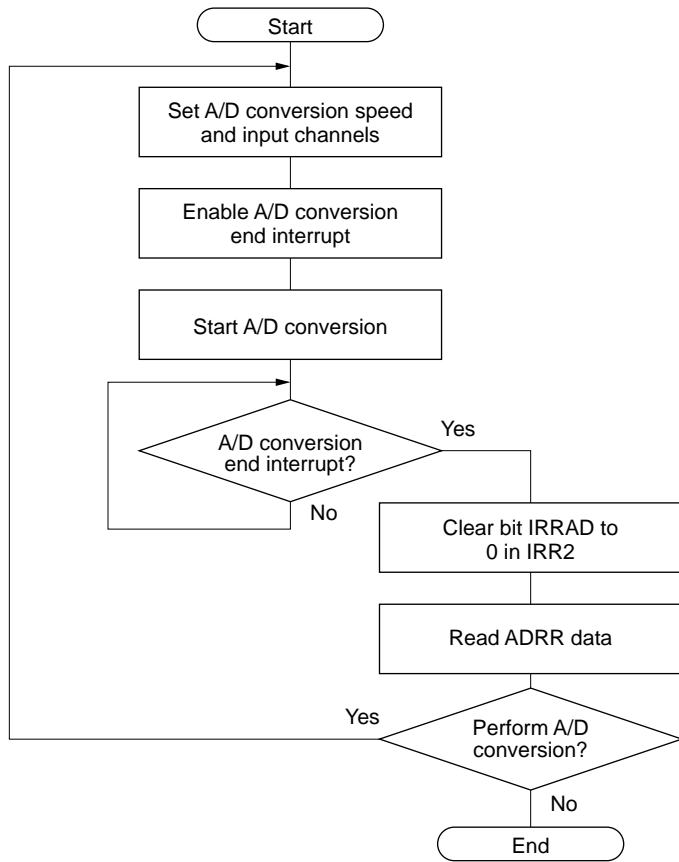 Start
Set A/D conversion speed
and input channels
Enable A/D conversion
end interrupt
Start A/D conversion
A/D conversion
end interrupt?
Yes
No
Clear bit IRRAD to
0 in IRR2
Read ADRR data
Perform A/D
conversion?
Yes
No
End